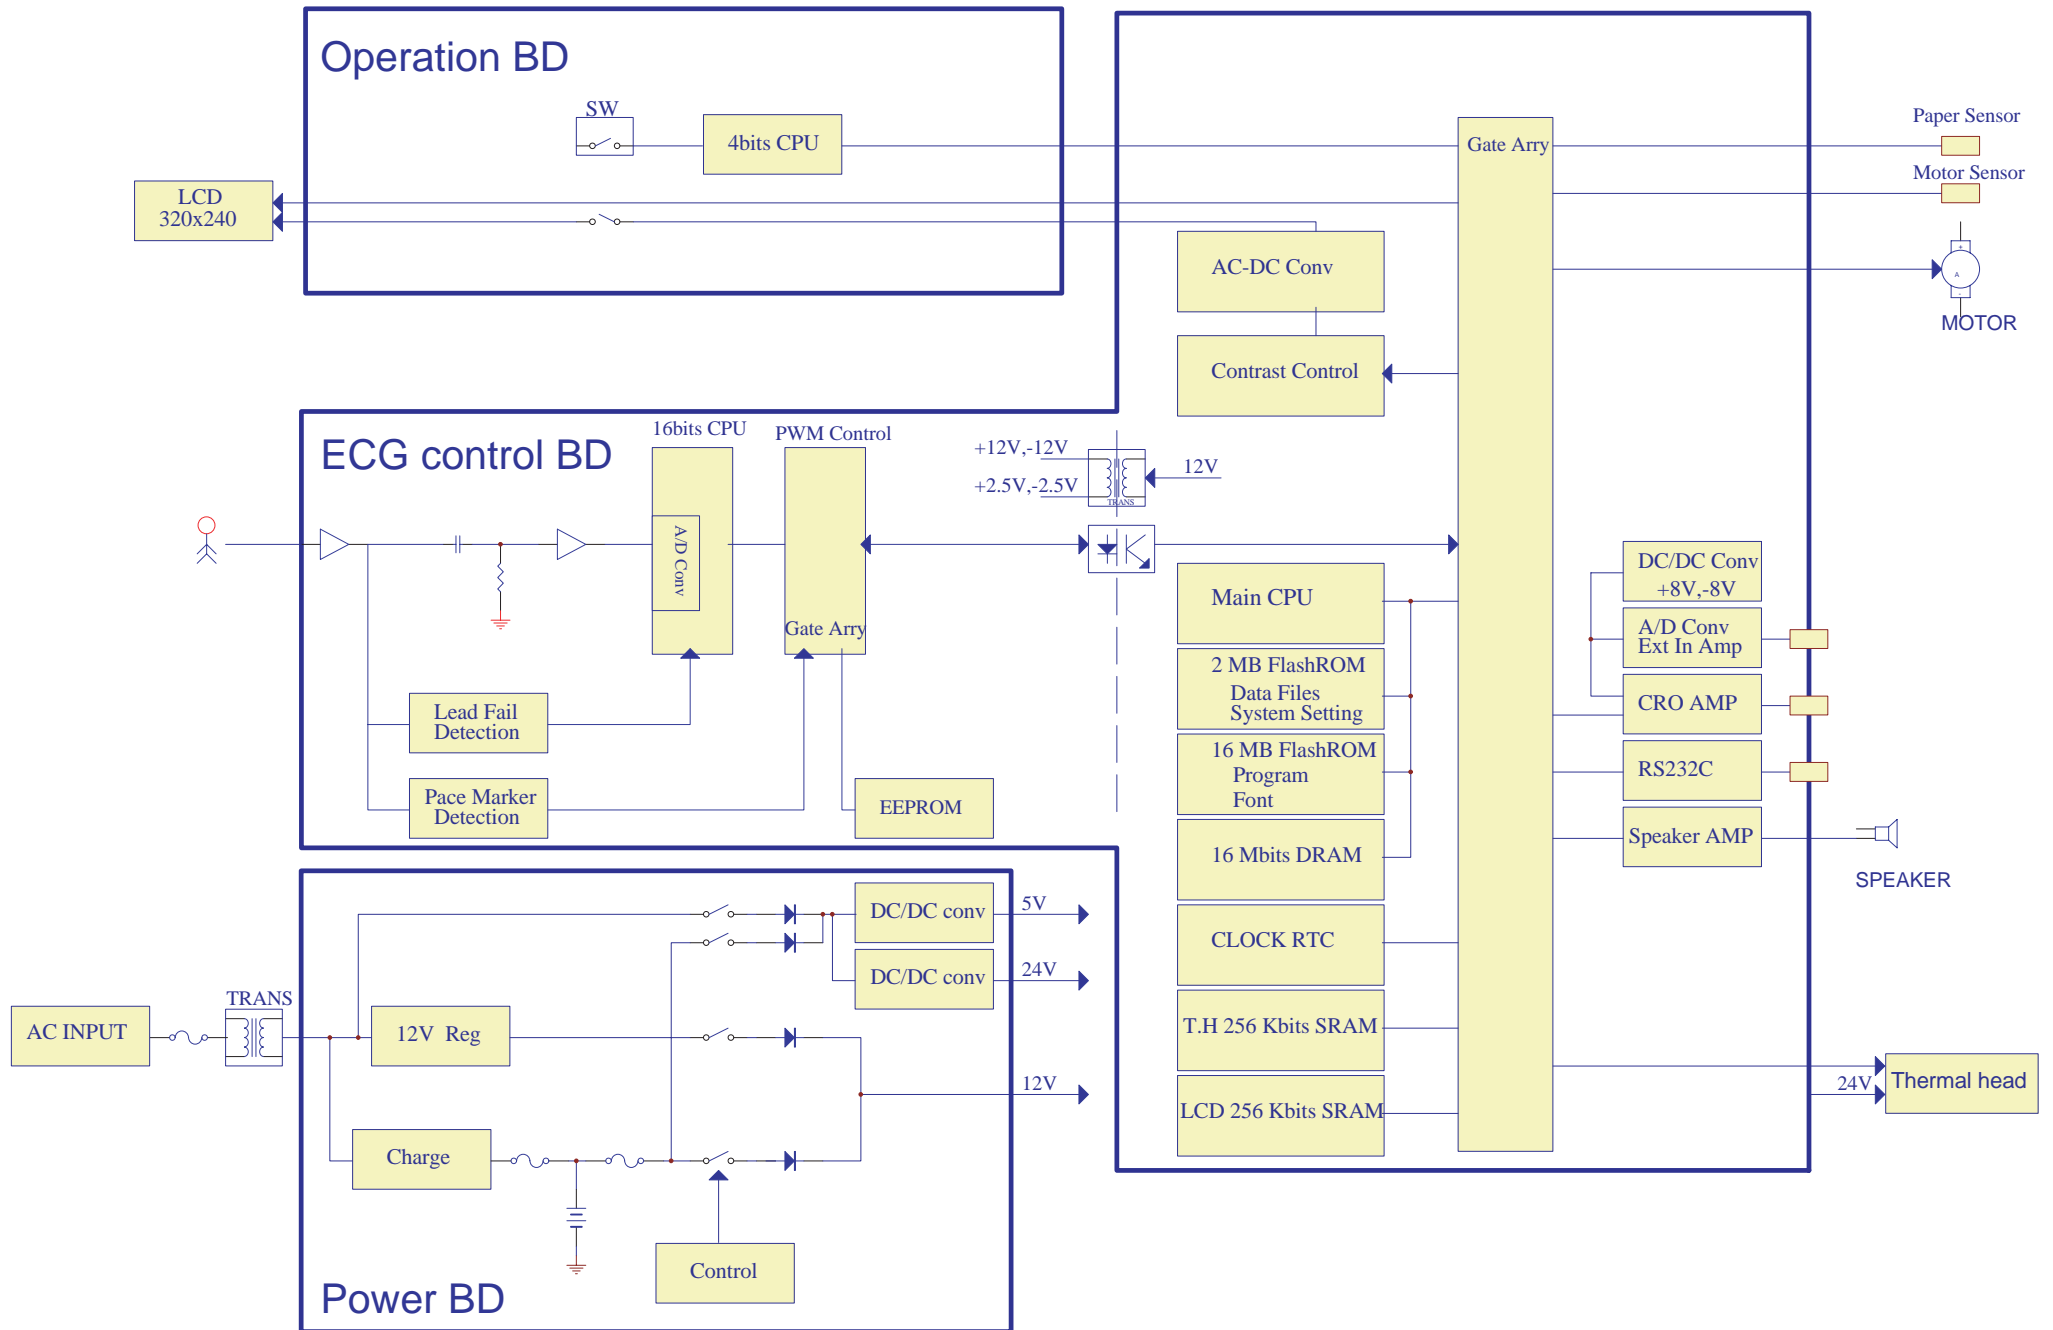 Operation BD
SW
4bits CPU
LCD
320x240
Gate Arry
Paper Sensor
Motor Sensor
+
A
-
MOTOR
AC-DC Conv
Contrast Control
ECG control BD
16bits CPU
PWM Control
A/D Conv
Gate Arry
+12V,-12V
+2.5V,-2.5V
TRANS
12V
Lead Fail
Detection
Pace Marker
Detection
EEPROM
Main CPU
2 MB FlashROM
Data Files
System Setting
16 MB FlashROM
Program
Font
16 Mbits DRAM
CLOCK RTC
T.H 256 Kbits SRAM
LCD 256 Kbits SRAM
DC/DC Conv
+8V,-8V
A/D Conv
Ext In Amp
CRO AMP
RS232C
Speaker AMP
SPEAKER
24V
Thermal head
AC INPUT
TRANS
12V Reg
Charge
DC/DC conv
5V
DC/DC conv
24V
12V
Control
Power BD